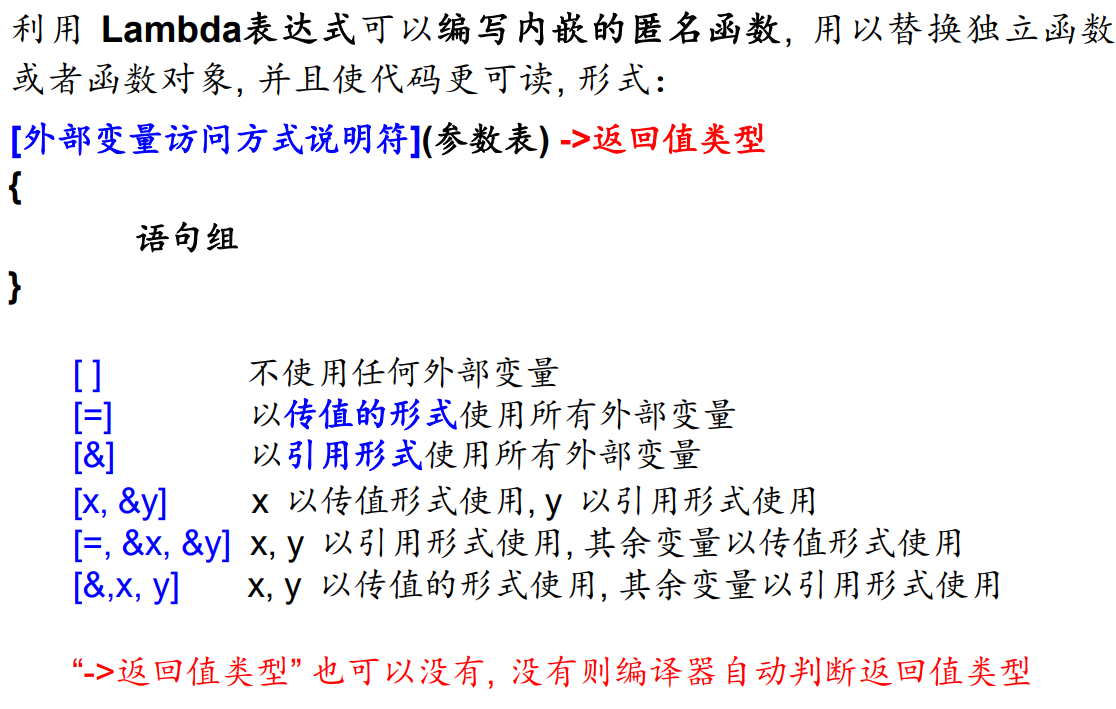 利用 Lambda表达式可以编写内嵌的匿名函数, 用以替换独立函数
或者函数对象, 并且使代码更可读, 形式：
[外部变量访问方式说明符](参数表) ->返回值类型
{
语句组
}
[ ] 不使用任何外部变量
[=] 以传值的形式使用所有外部变量
[&] 以引用形式使用所有外部变量
[x, &y] x 以传值形式使用, y 以引用形式使用
[=, &x, &y] x, y 以引用形式使用, 其余变量以传值形式使用
[&,x, y] x, y 以传值的形式使用, 其余变量以引用形式使用
“->返回值类型” 也可以没有, 没有则编译器自动判断返回值类型